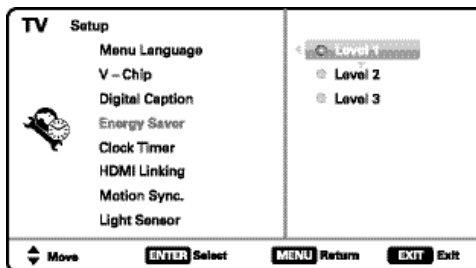 TV Setup
Menu Language
V – Chip
Digital Caption
Energy Saver
Clock Timer
HDMI Linking
Motion Sync.
Light Sensor
Level 1
Level 2
Level 3
Move ENTER Select MENU Return EXIT Exit